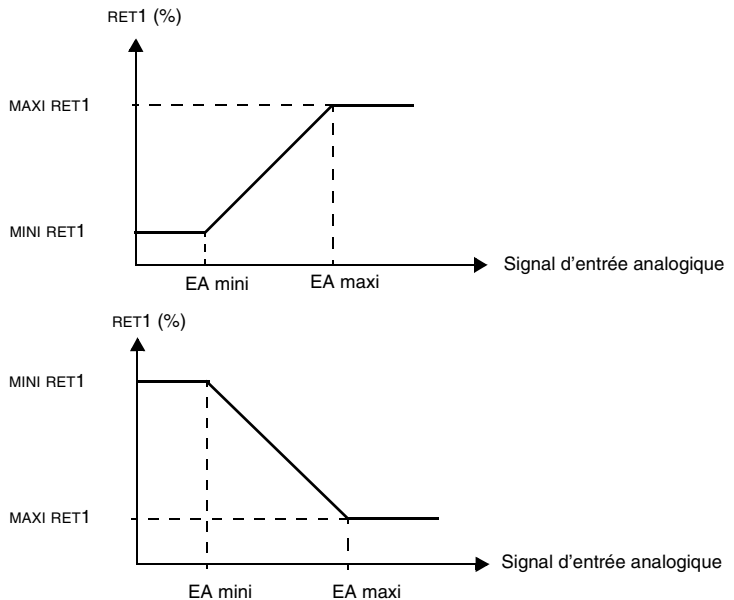 RET1 (%)
MAXI RET1
MINI RET1
Signal d'entrée analogique
EA mini
EA maxi
RET1 (%)
MINI RET1
MAXI RET1
Signal d'entrée analogique
EA mini
EA maxi